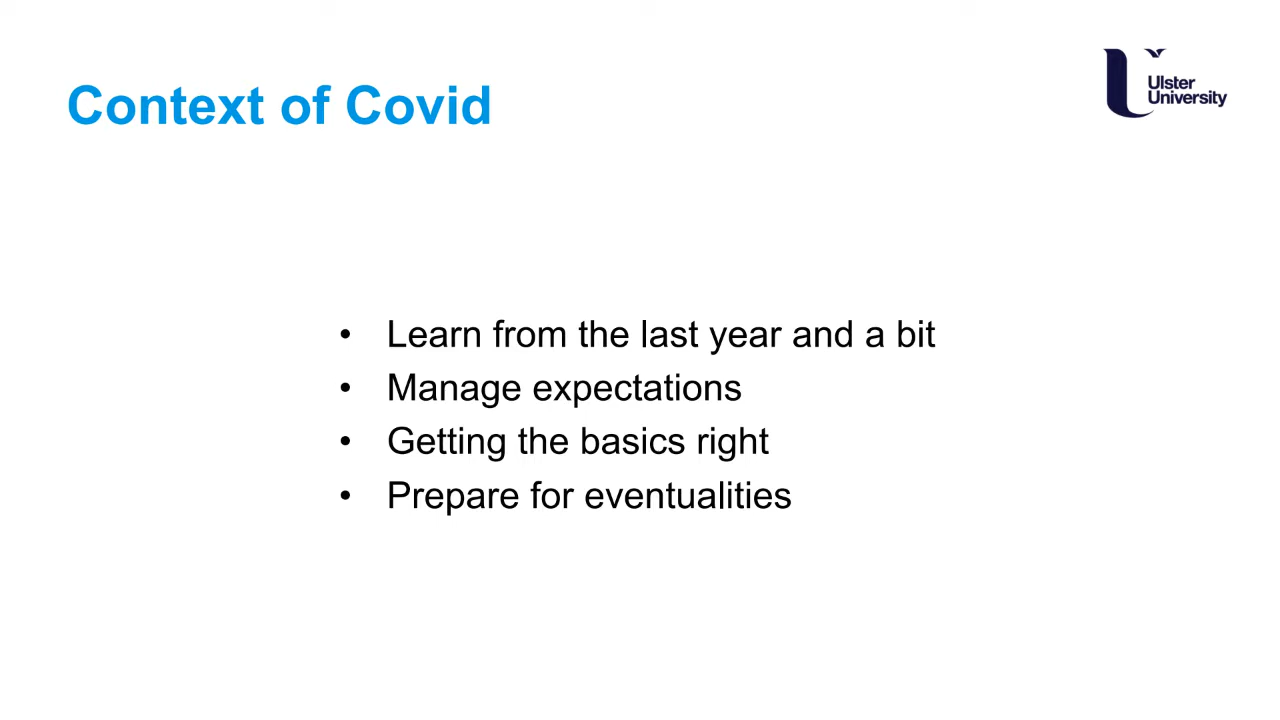 Context of Covid
Ulster
University
• Learn from the last year and a bit
• Manage expectations
• Getting the basics right
• Prepare for eventualities